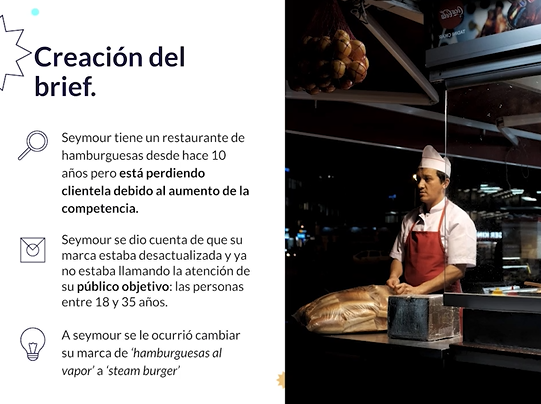 Creación del
brief.
Seymour tiene un restaurante de
hamburguesas desde hace 10
años pero está perdiendo
clientela debido al aumento de la
competencia.
Seymour se dio cuenta de que su
marca estaba desactualizada y ya
no estaba llamando la atención de
su público objetivo: las personas
entre 18 y 35 años.
A seymour se le ocurrió cambiar
su marca de ‘hamburguesas al
vapor’ a ‘steam burger’
Coca-Cola